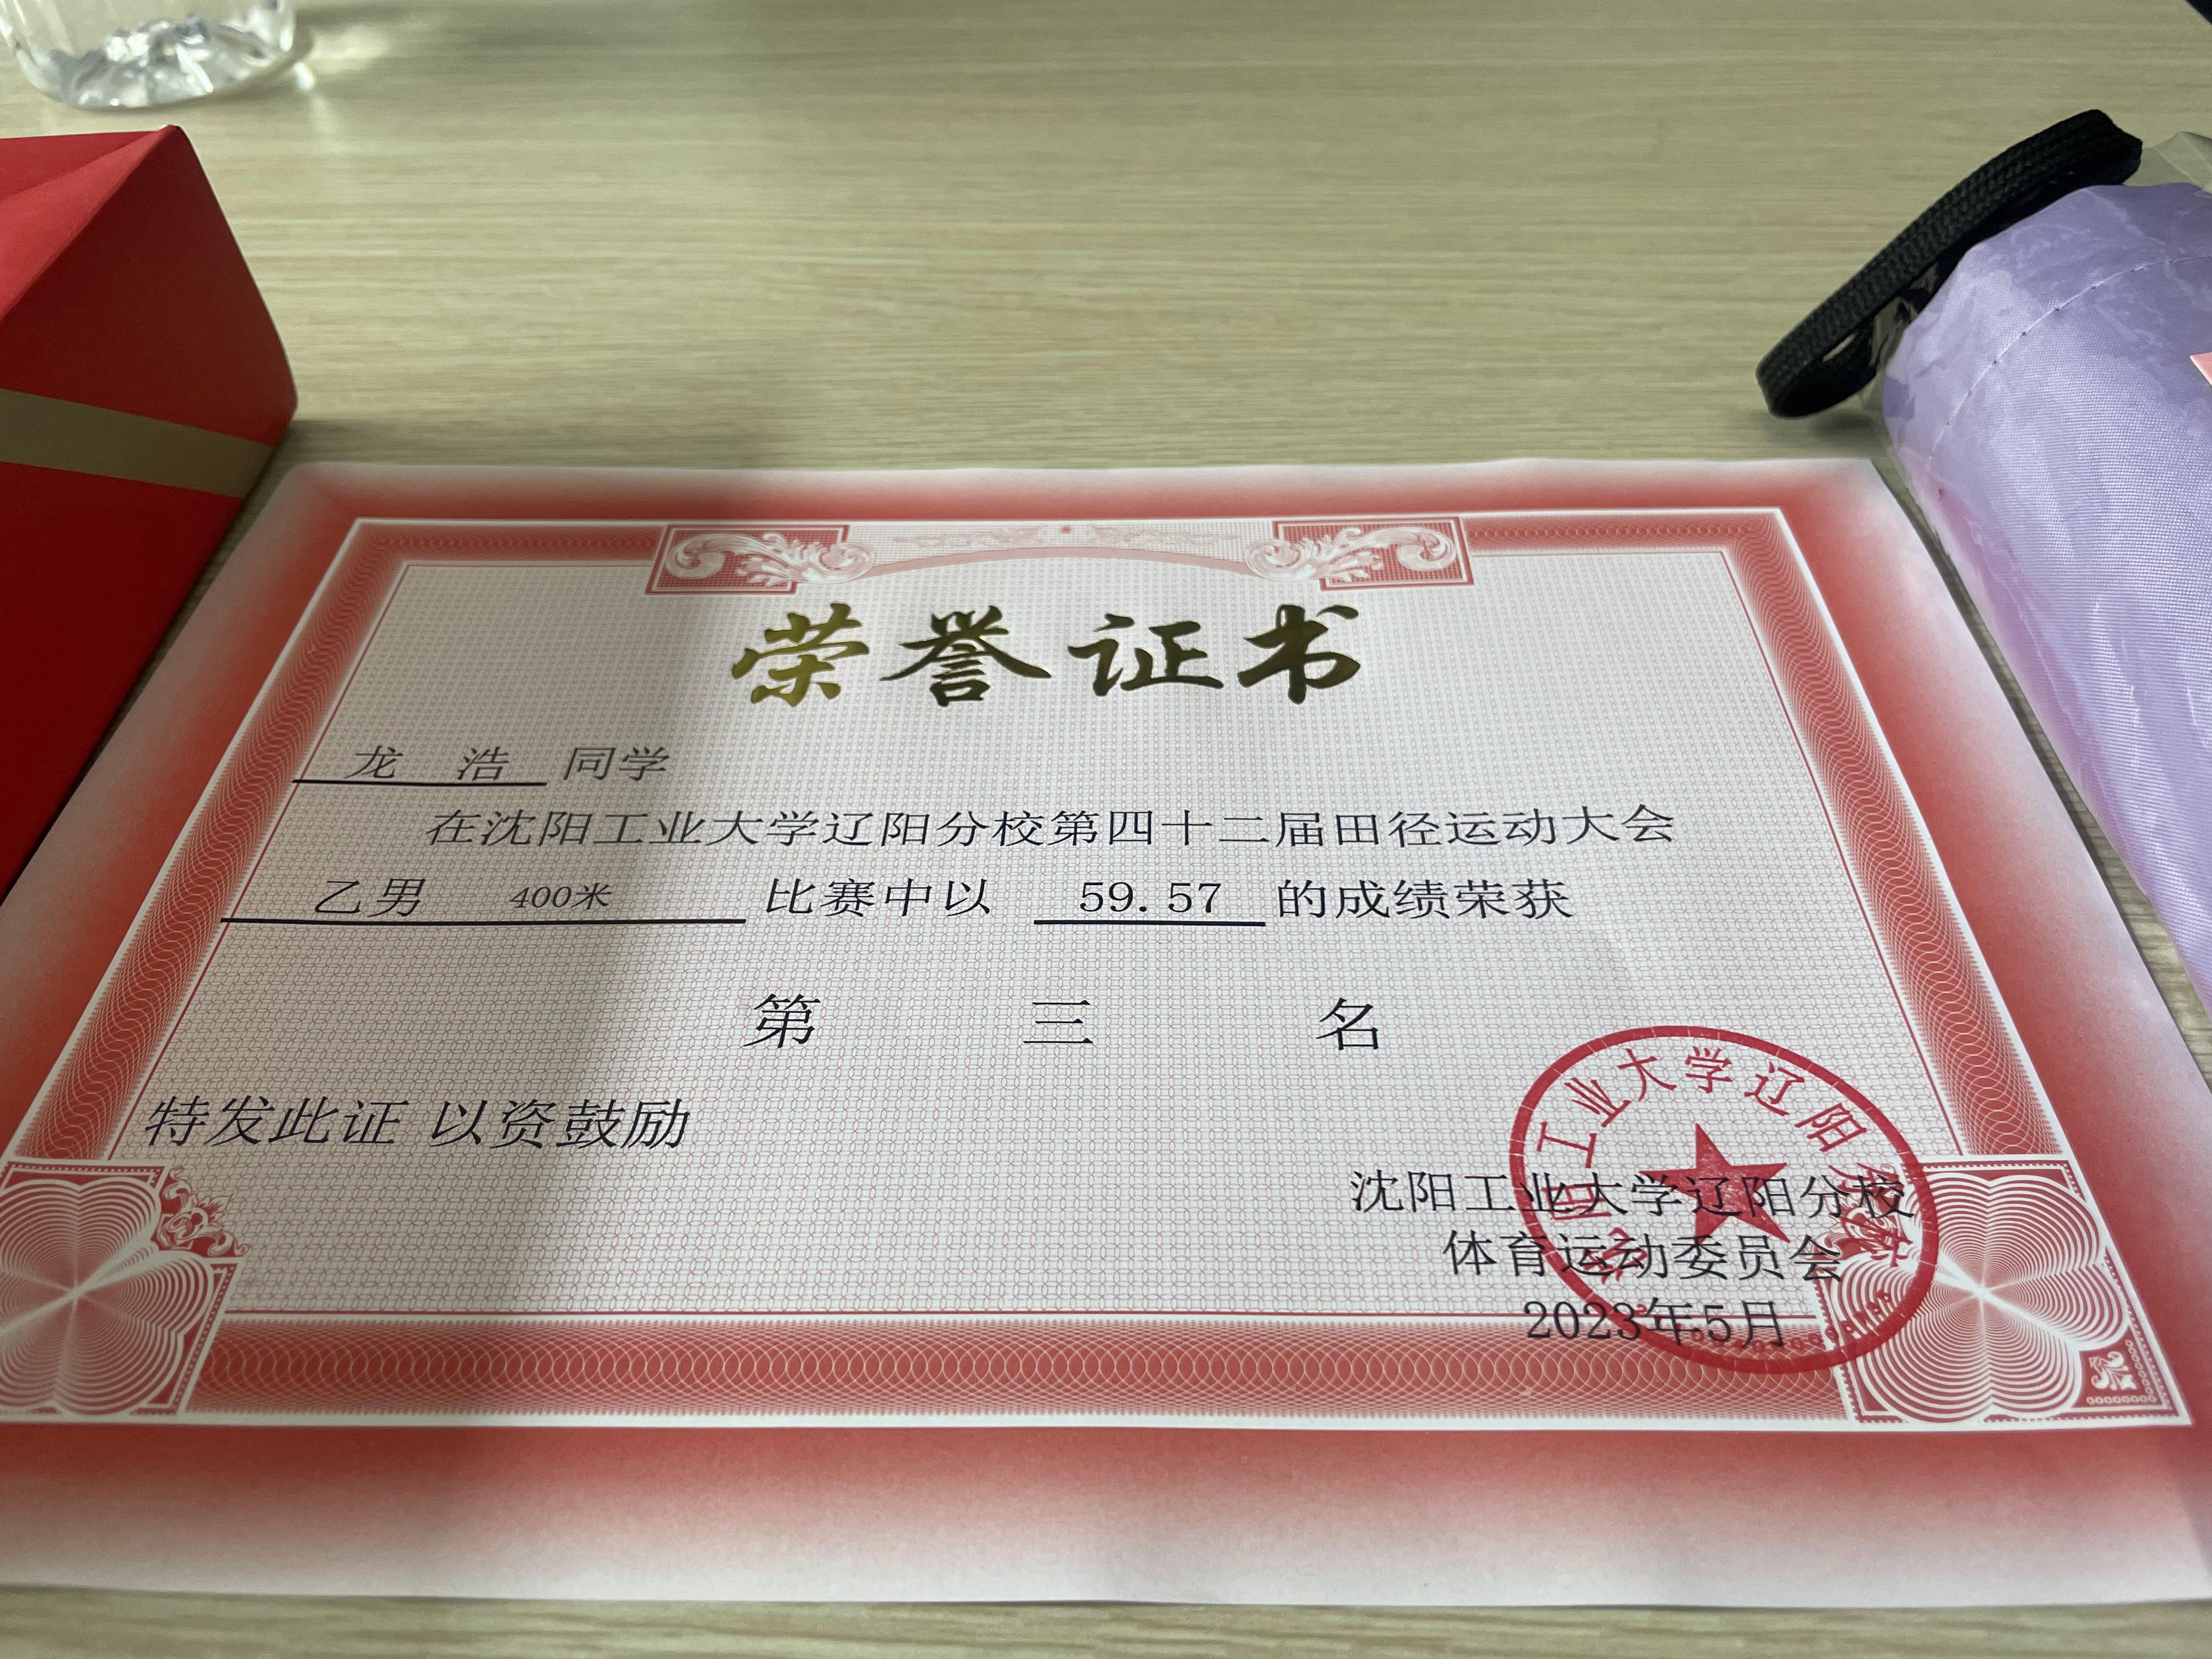 荣誉证书
龙 浩 同学
在沈阳工业大学辽阳分校第四十二届田径运动大会
乙男 400米 比赛中以 59.57 的成绩荣获
第 三 名
特发此证 以资鼓励
沈阳工业大学辽阳分校
体育运动委员会
2023年5月
工业大学辽阳